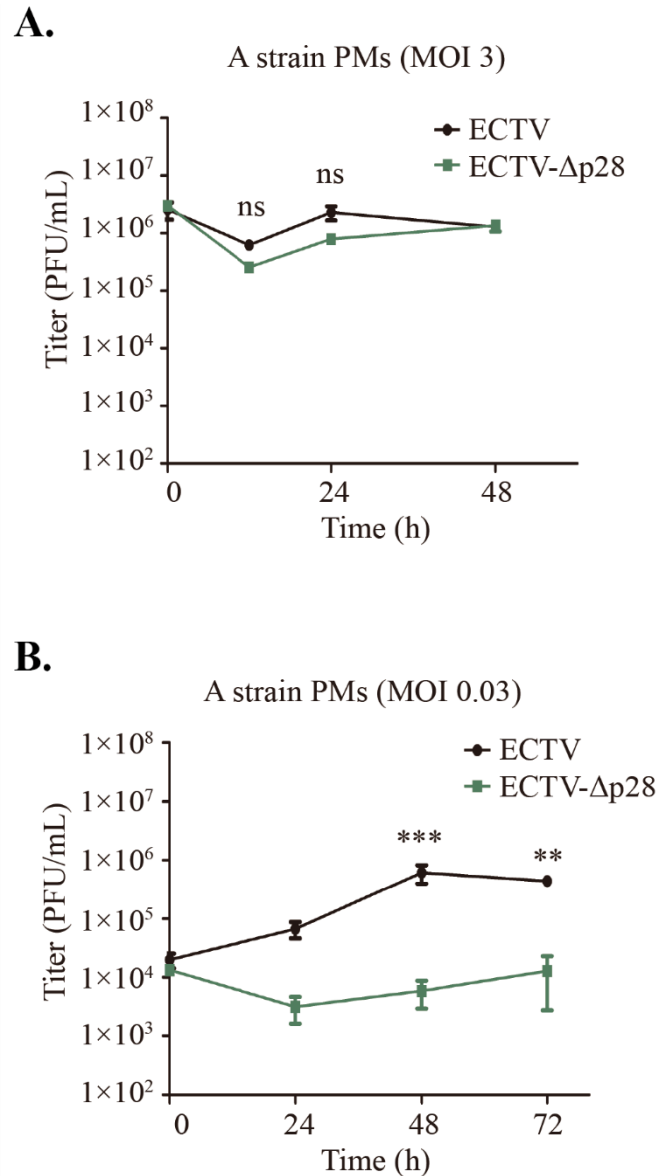 A.
A strain PMs (MOI 3)
ECTV
ECTV-Δp28
1×10⁸
1×10⁷
1×10⁶
1×10⁵
1×10⁴
1×10³
1×10²
Titer (PFU/mL)
ns
ns
0
24
48
Time (h)
B.
A strain PMs (MOI 0.03)
ECTV
ECTV-Δp28
1×10⁸
1×10⁷
1×10⁶
1×10⁵
1×10⁴
1×10³
1×10²
Titer (PFU/mL)
***
**
0
24
48
72
Time (h)